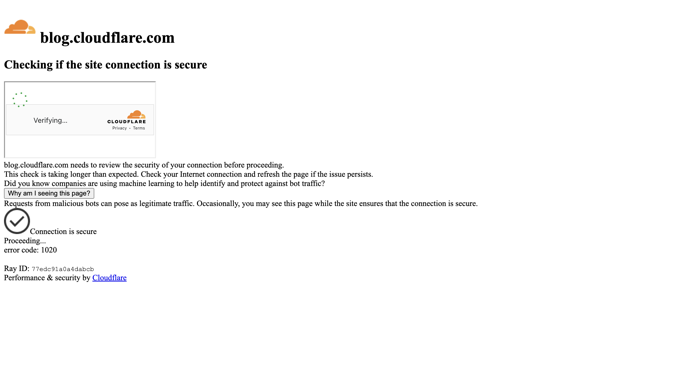 blog.cloudflare.com
Checking if the site connection is secure
Verifying...
CLOUDFLARE
Privacy - Terms
blog.cloudflare.com needs to review the security of your connection before proceeding.
This check is taking longer than expected. Check your Internet connection and refresh the page if the issue persists.
Did you know companies are using machine learning to help identify and protect against bot traffic?
Why am I seeing this page?
Requests from malicious bots can pose as legitimate traffic. Occasionally, you may see this page while the site ensures that the connection is secure.
Connection is secure
Proceeding...
error code: 1020
Ray ID: 77edc91a0a4dabcb
Performance & security by Cloudflare